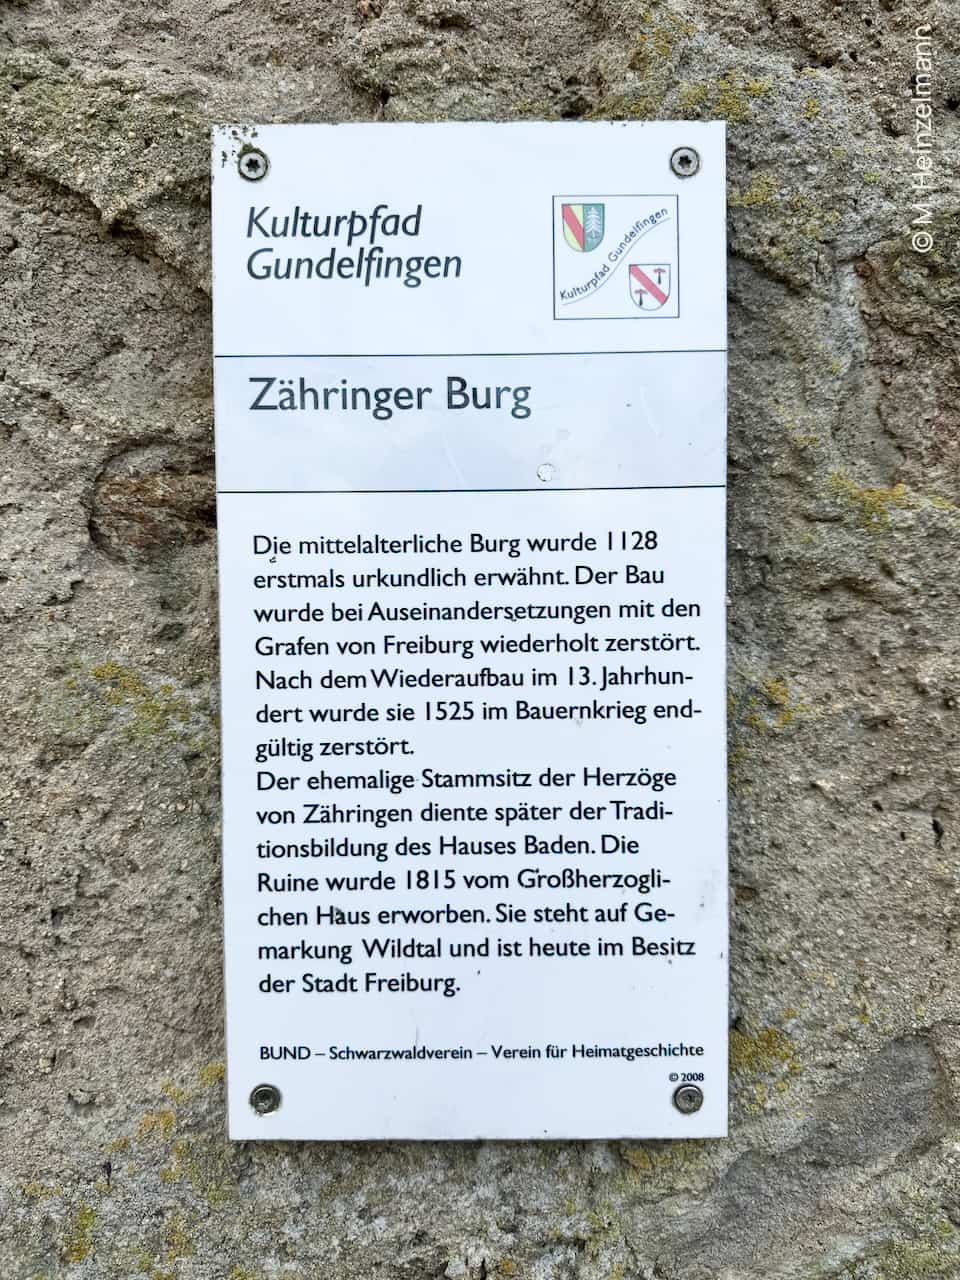 © M. Heinzelmann
Kulturpfad
Gundelfingen
Kulturpfad Gundelfingen
Zähringer Burg
Die mittelalterliche Burg wurde 1128
erstmals urkundlich erwähnt. Der Bau
wurde bei Auseinandersetzungen mit den
Grafen von Freiburg wiederholt zerstört.
Nach dem Wiederaufbau im 13. Jahrhun-
dert wurde sie 1525 im Bauernkrieg end-
gültig zerstört.
Der ehemalige Stammsitz der Herzöge
von Zähringen diente später der Tradi-
tionsbildung des Hauses Baden. Die
Ruine wurde 1815 vom Großherzogli-
chen Haus erworben. Sie steht auf Ge-
markung Wildtal und ist heute im Besitz
der Stadt Freiburg.
BUND – Schwarzwaldverein – Verein für Heimatgeschichte
© 2008